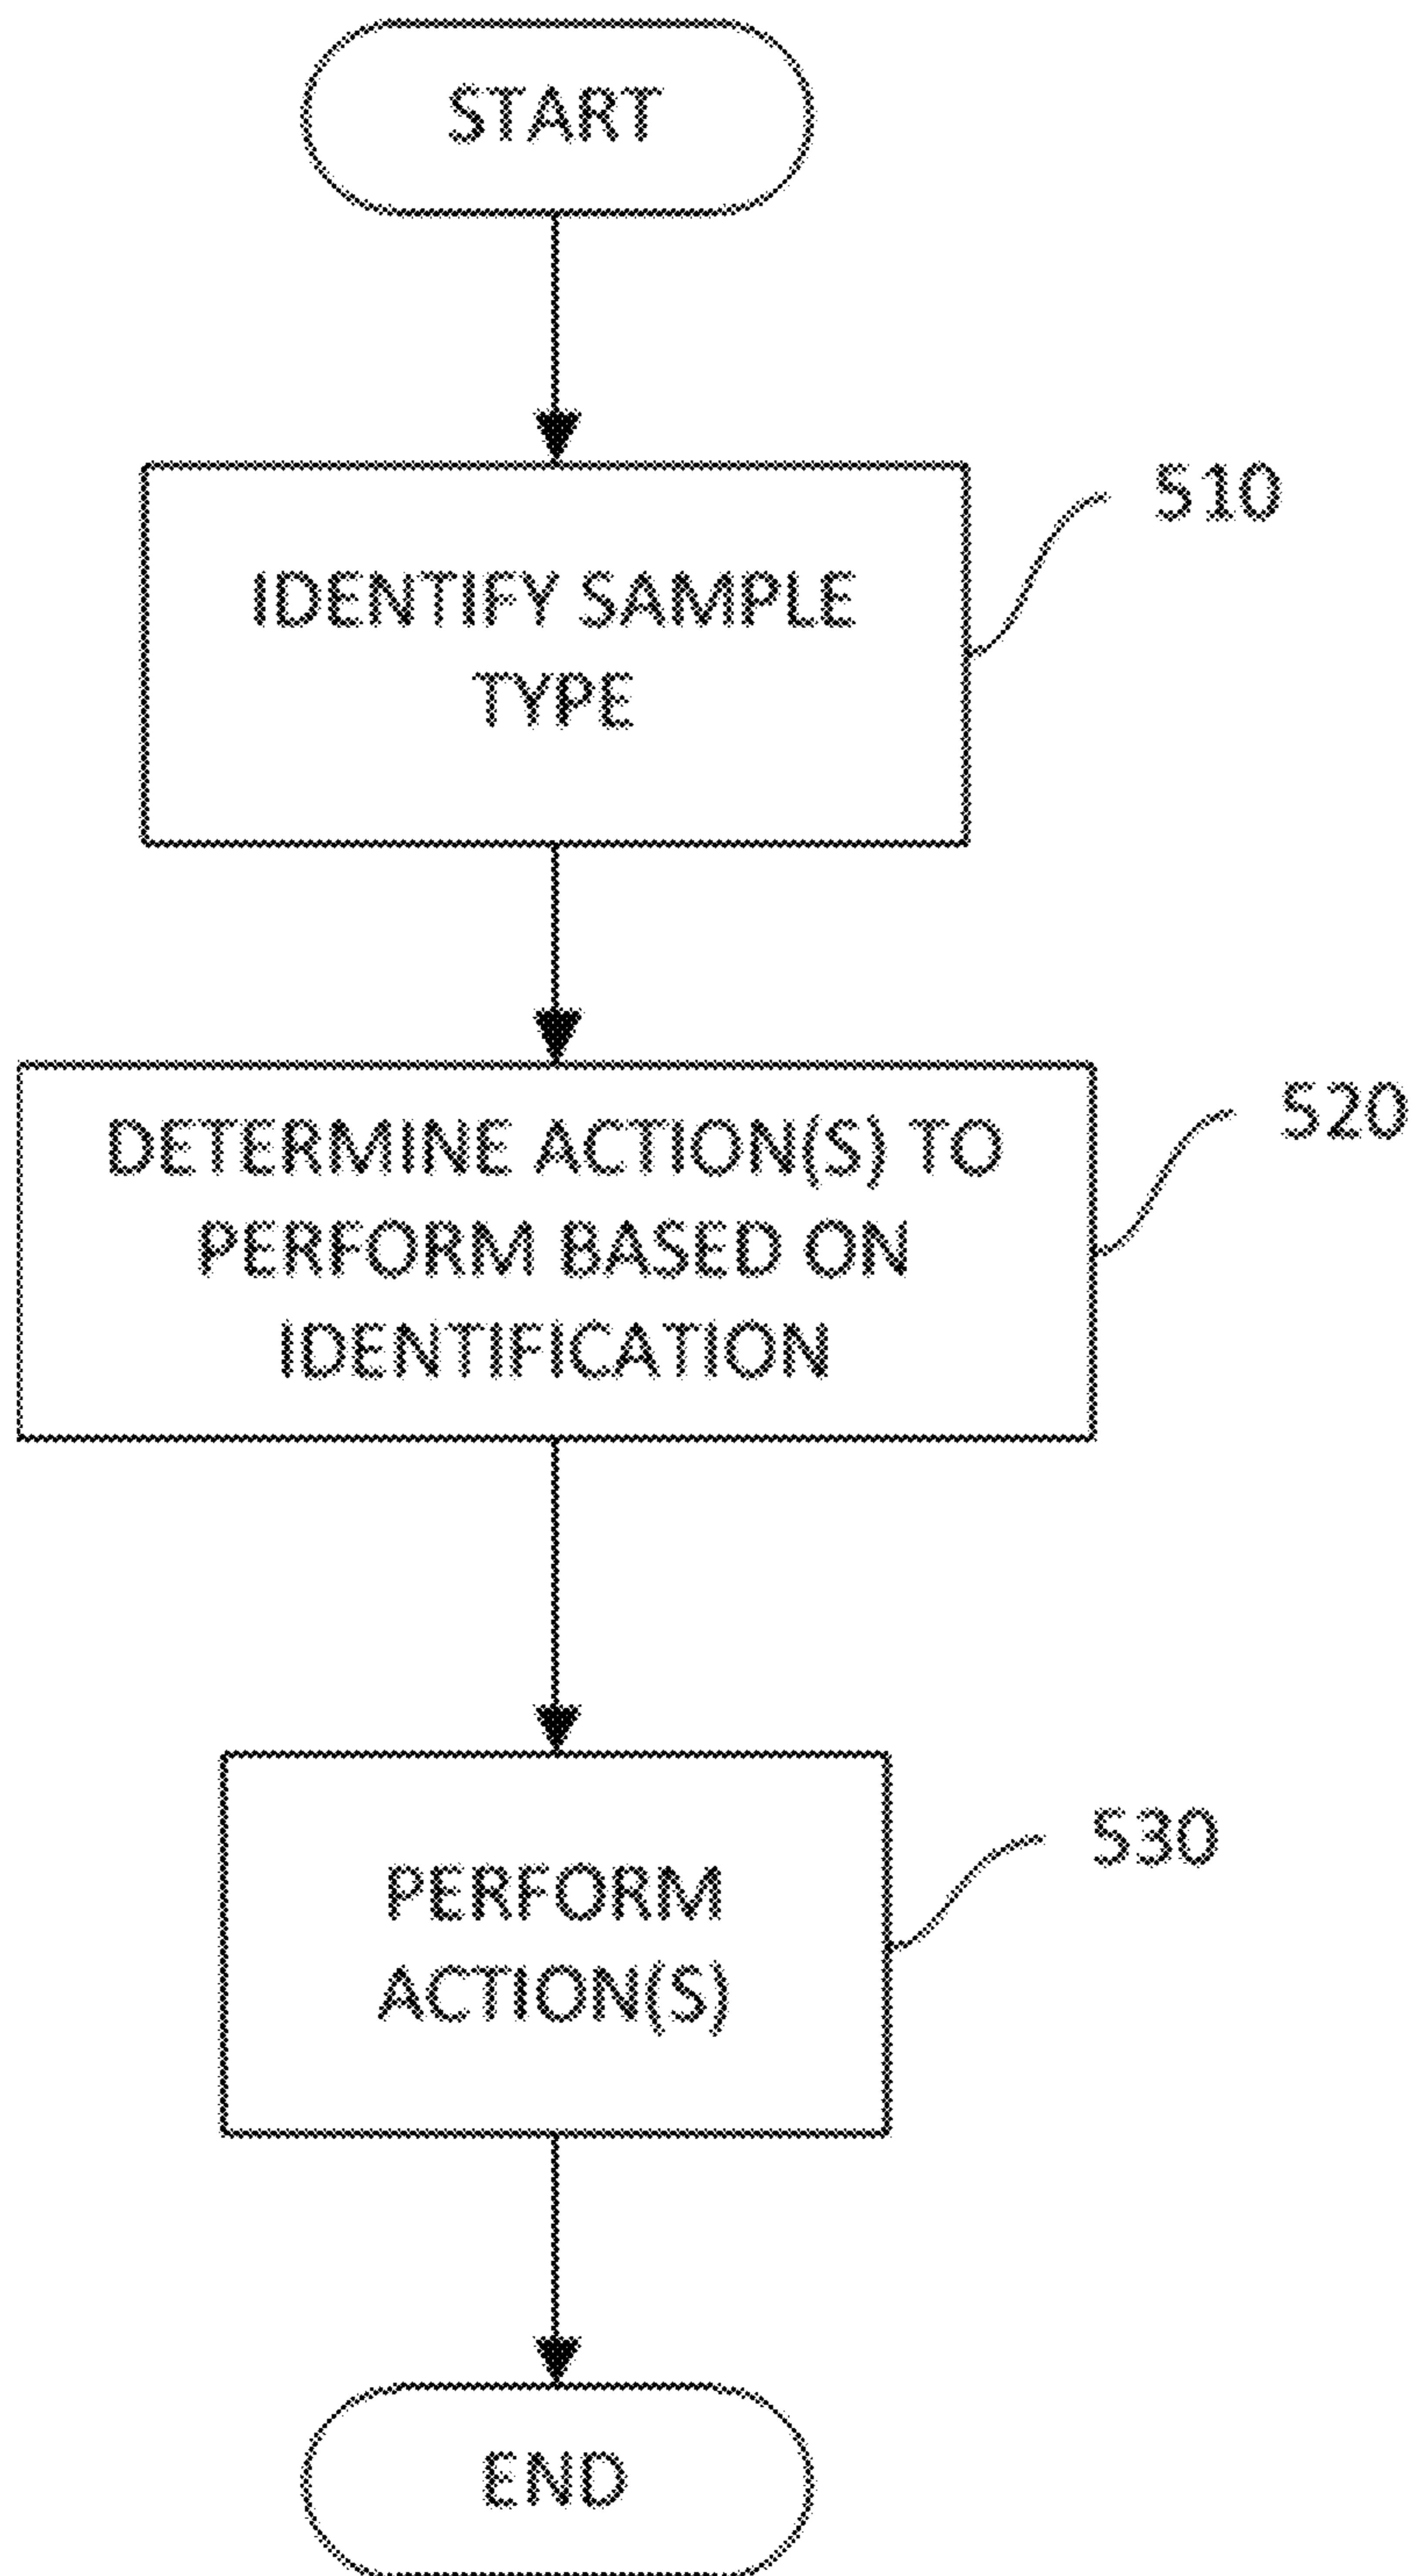 START
510
IDENTIFY SAMPLE
TYPE
520
DETERMINE ACTION(S) TO
PERFORM BASED ON
IDENTIFICATION
530
PERFORM
ACTION(S)
END